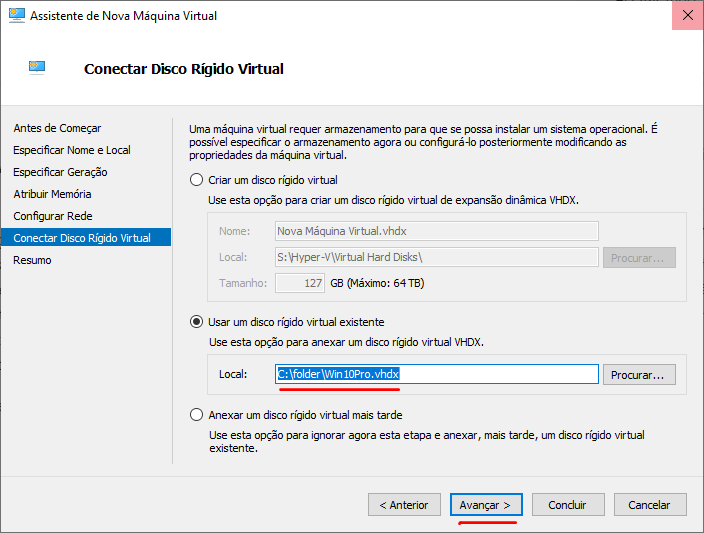 Assistente de Nova Máquina Virtual
Conectar Disco Rígido Virtual
Antes de Começar
Especificar Nome e Local
Especificar Geração
Atribuir Memória
Configurar Rede
Conectar Disco Rígido Virtual
Resumo
Uma máquina virtual requer armazenamento para que se possa instalar um sistema operacional. É
possível especificar o armazenamento agora ou configurá-lo posteriormente modificando as
propriedades da máquina virtual.
Criar um disco rígido virtual
Use esta opção para criar um disco rígido virtual de expansão dinâmica VHDX.
Nome: Nova Máquina Virtual.vhdx
Local: S:\Hyper-V\Virtual Hard Disks\ Procurar...
Tamanho: 127 GB (Máximo: 64 TB)
Usar um disco rígido virtual existente
Use esta opção para anexar um disco rígido virtual VHDX.
Local: C:\folder\Win10Pro.vhdx Procurar...
Anexar um disco rígido virtual mais tarde
Use esta opção para ignorar agora esta etapa e anexar, mais tarde, um disco rígido virtual
existente.
< Anterior Avançar > Concluir Cancelar